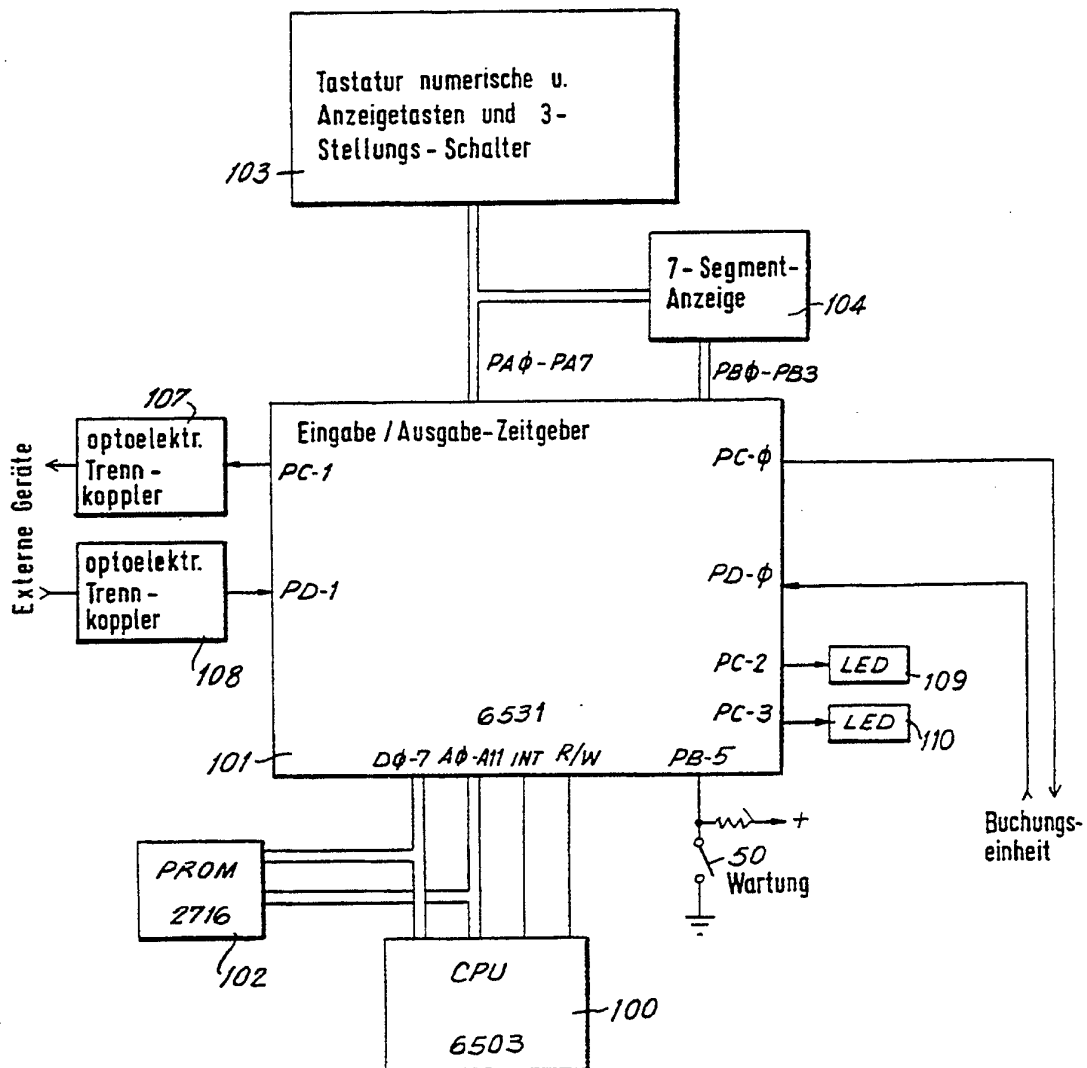 Tastatur numerische u.
Anzeigetasten und 3-
Stellungs-Schalter
103
7-Segment-
Anzeige
104
PAφ-PA7
PBφ-PB3
107
optoelektr.
Trenn-
koppler
Externe Geräte
optoelektr.
Trenn-
koppler
108
Eingabe / Ausgabe-Zeitgeber
PC-1
PC-φ
PD-1
PD-φ
PC-2
LED
109
PC-3
LED
110
6531
101
Dφ-7 Aφ-A11 INT R/W PB-5
+
50
Wartung
Buchungs-
einheit
PROM
2716
102
CPU
6503
100